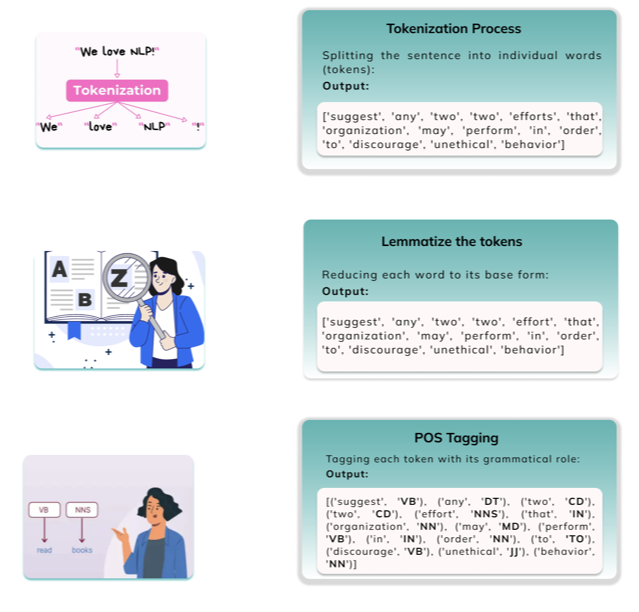 "We love NLP!"
Tokenization
"We" "love" "NLP" "!"
Tokenization Process
Splitting the sentence into individual words
(tokens):
Output:
['suggest', 'any', 'two', 'two', 'efforts', 'that',
'organization', 'may', 'perform', 'in', 'order',
'to', 'discourage', 'unethical', 'behavior']
A
B
Z
Lemmatize the tokens
Reducing each word to its base form:
Output:
['suggest', 'any', 'two', 'two', 'effort', 'that',
'organization', 'may', 'perform', 'in', 'order',
'to', 'discourage', 'unethical', 'behavior']
VB NNS
read books
POS Tagging
Tagging each token with its grammatical role:
Output:
[('suggest', 'VB'), ('any', 'DT'), ('two', 'CD'),
('two', 'CD'), ('effort', 'NNS'), ('that', 'IN'),
('organization', 'NN'), ('may', 'MD'), ('perform',
'VB'), ('in', 'IN'), ('order', 'NN'), ('to', 'TO'),
('discourage', 'VB'), ('unethical', 'JJ'), ('behavior',
'NN')]